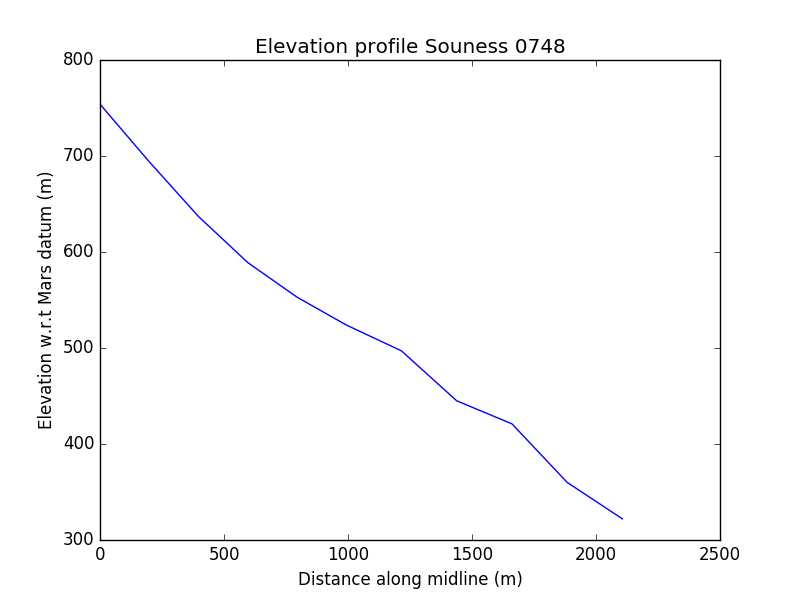 Elevation profile Souness 0748
800
700
600
500
400
300
Elevation w.r.t Mars datum (m)
0 500 1000 1500 2000 2500
Distance along midline (m)